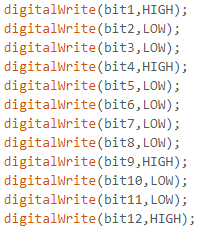 digitalWrite(bit1,HIGH);
digitalWrite(bit2,LOW);
digitalWrite(bit3,LOW);
digitalWrite(bit4,HIGH);
digitalWrite(bit5,LOW);
digitalWrite(bit6,LOW);
digitalWrite(bit7,LOW);
digitalWrite(bit8,LOW);
digitalWrite(bit9,HIGH);
digitalWrite(bit10,LOW);
digitalWrite(bit11,LOW);
digitalWrite(bit12,HIGH);